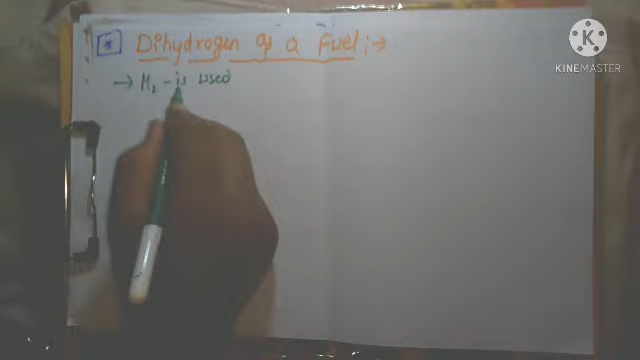 * Dihydrogen as a Fuel :→
→ H₂ - is used
K
KINEMASTER